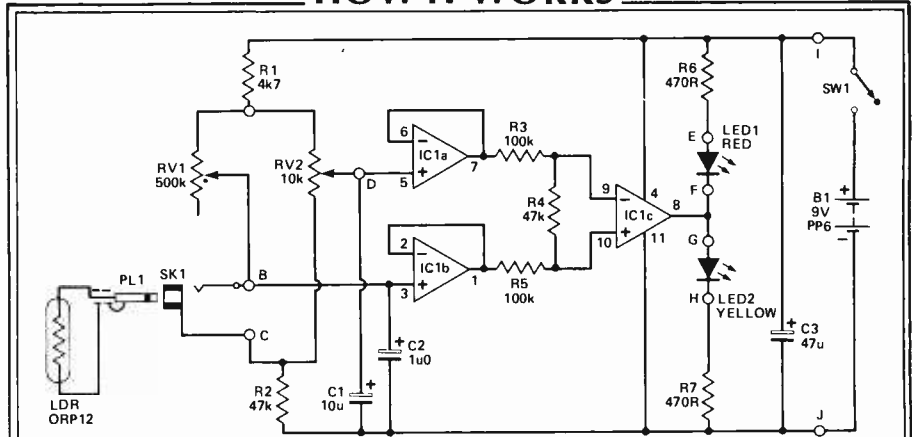 HOW IT WORKS
R1
4k7
RV1
500k
RV2
10k
D
6
5
7
IC1a
R3
100k
R4
47k
2
3
1
IC1b
R5
100k
9
10
4
11
8
IC1c
R6
470R
E
LED1
RED
F
G
H
LED2
YELLOW
R7
470R
I
SW1
B1
9V
PP6
C3
47u
J
PL1
SK1
B
C
LDR
ORP12
R2
47k
C1
10u
C2
1u0